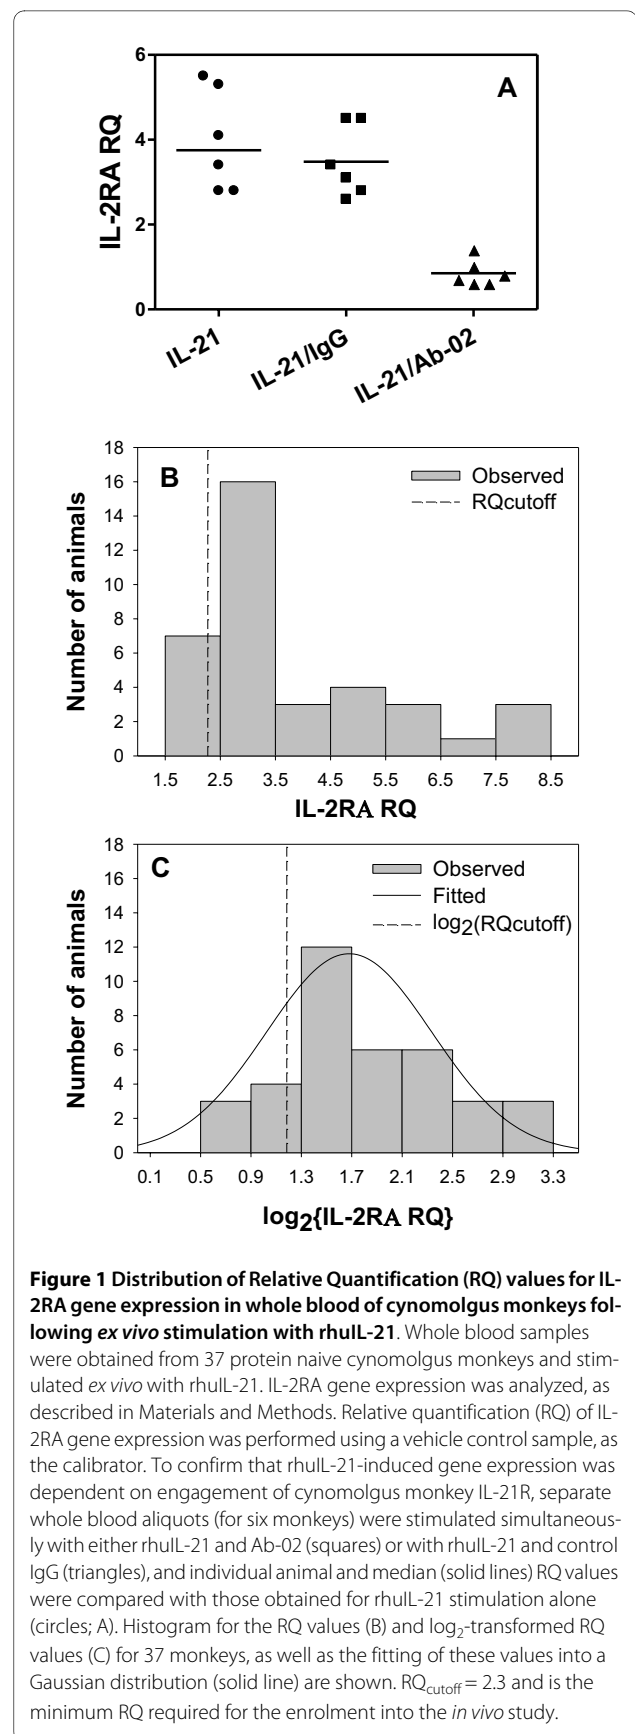 6
A
4
2
0
IL-2RA RQ
IL-21
IL-21/IgG
IL-21/Ab-02
18
16
14
12
10
8
6
4
2
0
Number of animals
B
Observed
RQcutoff
1.5 2.5 3.5 4.5 5.5 6.5 7.5 8.5
IL-2RA RQ
18
16
14
12
10
8
6
4
2
0
Number of animals
C
Observed
Fitted
log2(RQcutoff)
0.1 0.5 0.9 1.3 1.7 2.1 2.5 2.9 3.3
log2{IL-2RA RQ}
Figure 1 Distribution of Relative Quantification (RQ) values for IL-
2RA gene expression in whole blood of cynomolgus monkeys fol-
lowing ex vivo stimulation with rhuIL-21. Whole blood samples
were obtained from 37 protein naive cynomolgus monkeys and stim-
ulated ex vivo with rhuIL-21. IL-2RA gene expression was analyzed, as
described in Materials and Methods. Relative quantification (RQ) of IL-
2RA gene expression was performed using a vehicle control sample, as
the calibrator. To confirm that rhuIL-21-induced gene expression was
dependent on engagement of cynomolgus monkey IL-21R, separate
whole blood aliquots (for six monkeys) were stimulated simultaneous-
ly with either rhuIL-21 and Ab-02 (squares) or with rhuIL-21 and control
IgG (triangles), and individual animal and median (solid lines) RQ values
were compared with those obtained for rhuIL-21 stimulation alone
(circles; A). Histogram for the RQ values (B) and log2-transformed RQ
values (C) for 37 monkeys, as well as the fitting of these values into a
Gaussian distribution (solid line) are shown. RQcutoff = 2.3 and is the
minimum RQ required for the enrolment into the in vivo study.